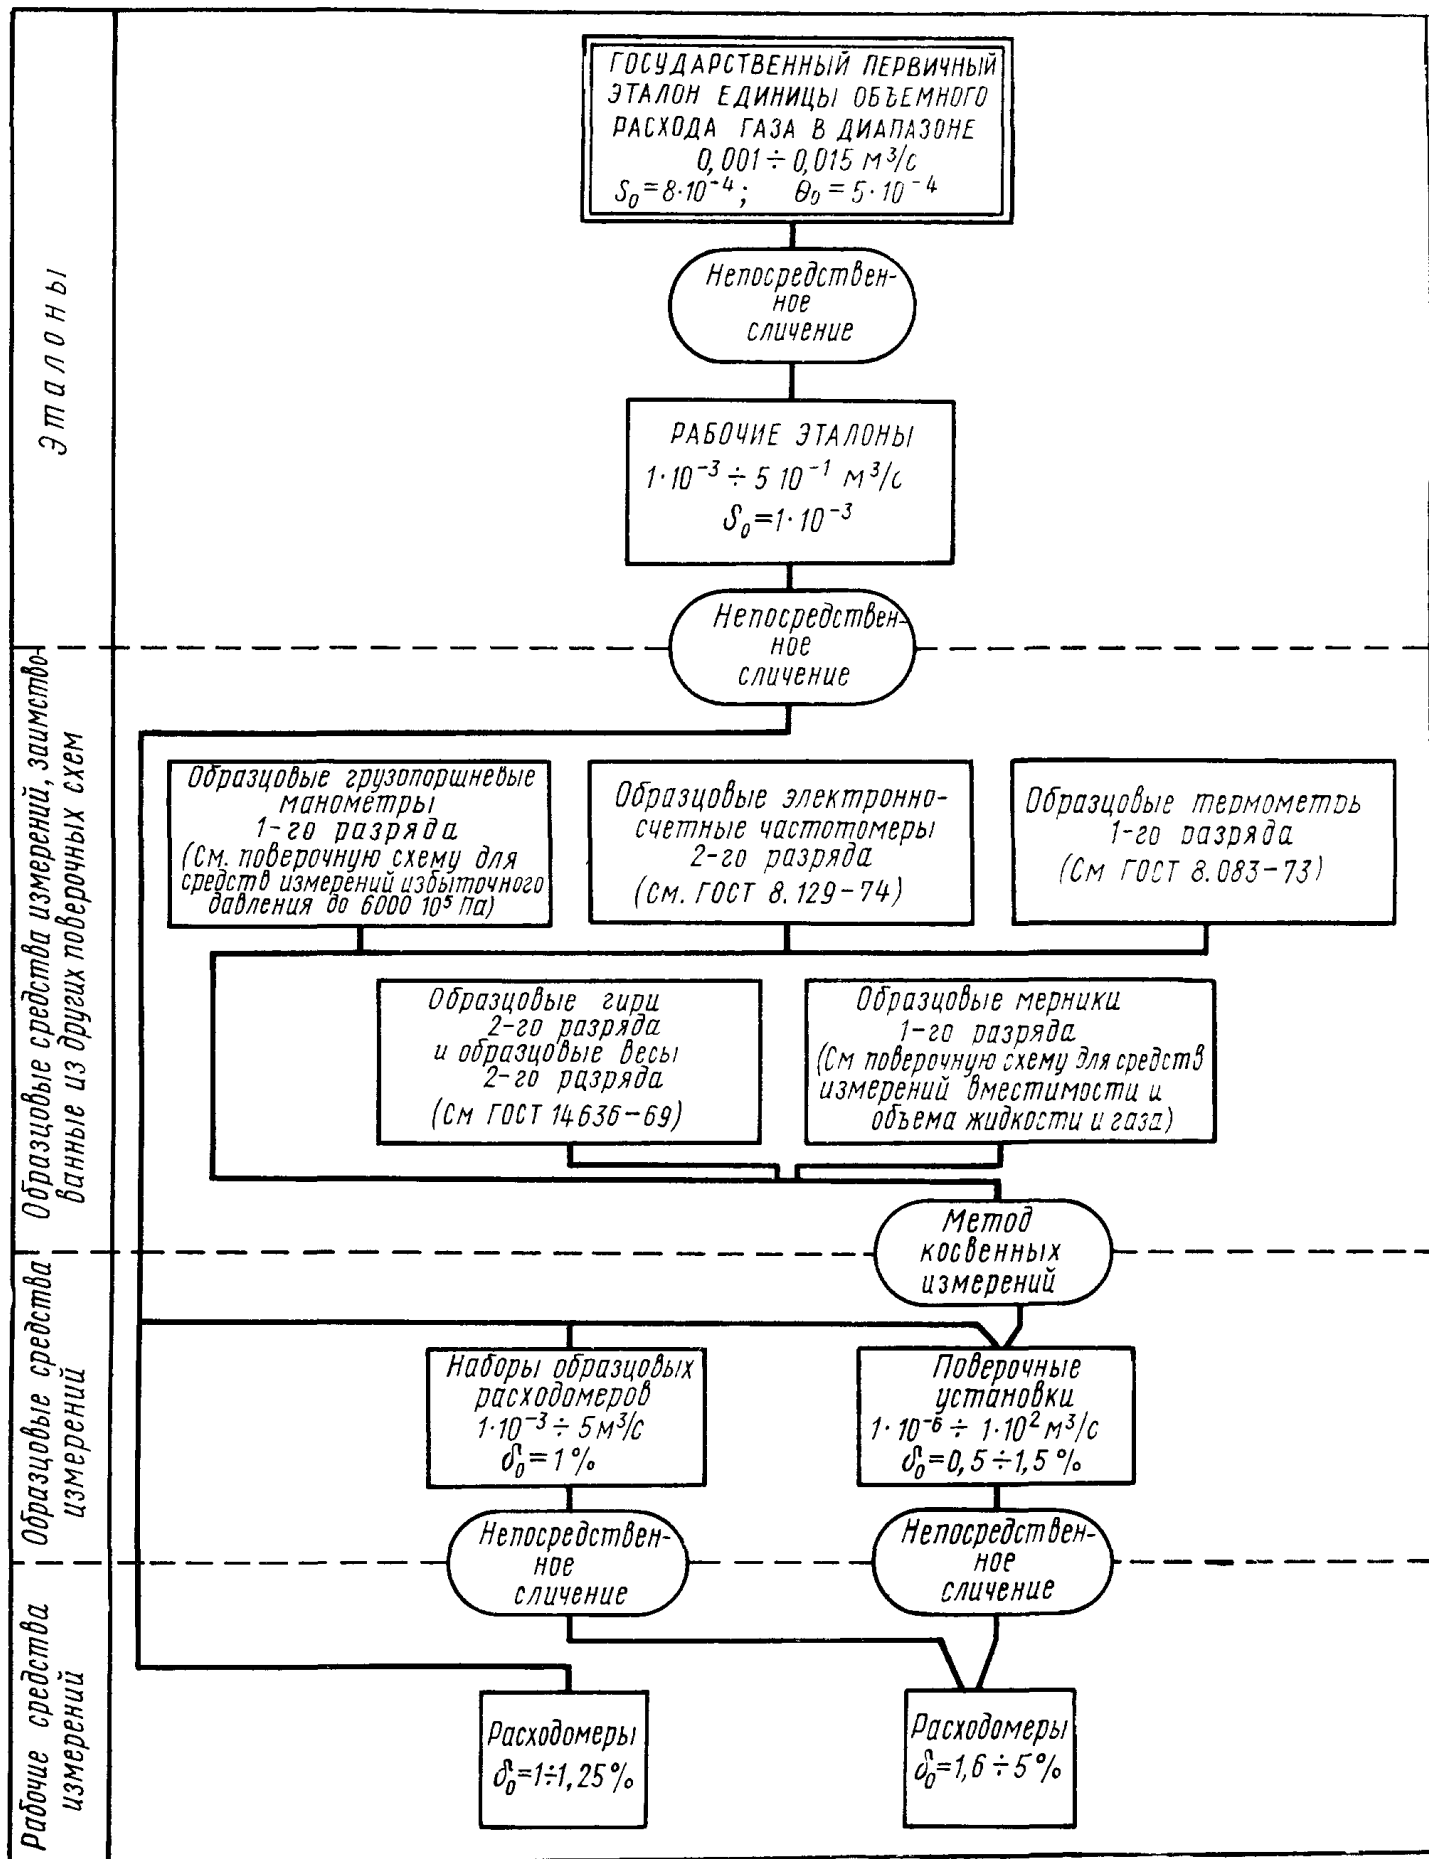 Эталоны
ГОСУДАРСТВЕННЫЙ ПЕРВИЧНЫЙ
ЭТАЛОН ЕДИНИЦЫ ОБЪЕМНОГО
РАСХОДА ГАЗА В ДИАПАЗОНЕ
0,001÷0,015 м³/с
S₀=8·10⁻⁴; Θ₀=5·10⁻⁴
Непосредствен-
ное
сличение
РАБОЧИЕ ЭТАЛОНЫ
1·10⁻³÷5 10⁻¹ м³/с
S₀=1·10⁻³
Непосредствен-
ное
сличение
Образцовые средства измерений, заимство-
ванные из других поверочных схем
Образцовые грузопоршневые
манометры
1-го разряда
(См. поверочную схему для
средств измерений избыточного
давления до 6000 10⁵ Па)
Образцовые электронно-
счетные частотомеры
2-го разряда
(см. ГОСТ 8.129-74)
Образцовые термометры
1-го разряда
(См ГОСТ 8.083-73)
Образцовые гири
2-го разряда
и образцовые весы
2-го разряда
(См ГОСТ 14636-69)
Образцовые мерники
1-го разряда
(См поверочную схему для средств
измерений вместимости и
объема жидкости и газа)
Метод
косвенных
измерений
Образцовые средства
измерений
Наборы образцовых
расходомеров
1·10⁻³÷5м³/с
δ₀=1%
Поверочные
установки
1·10⁻⁶÷1·10² м³/с
δ₀=0,5÷1,5%
Непосредствен-
ное
сличение
Непосредствен-
ное
сличение
Рабочие средства
измерений
Расходомеры
δ₀=1÷1,25%
Расходомеры
δ₀=1,6÷5%